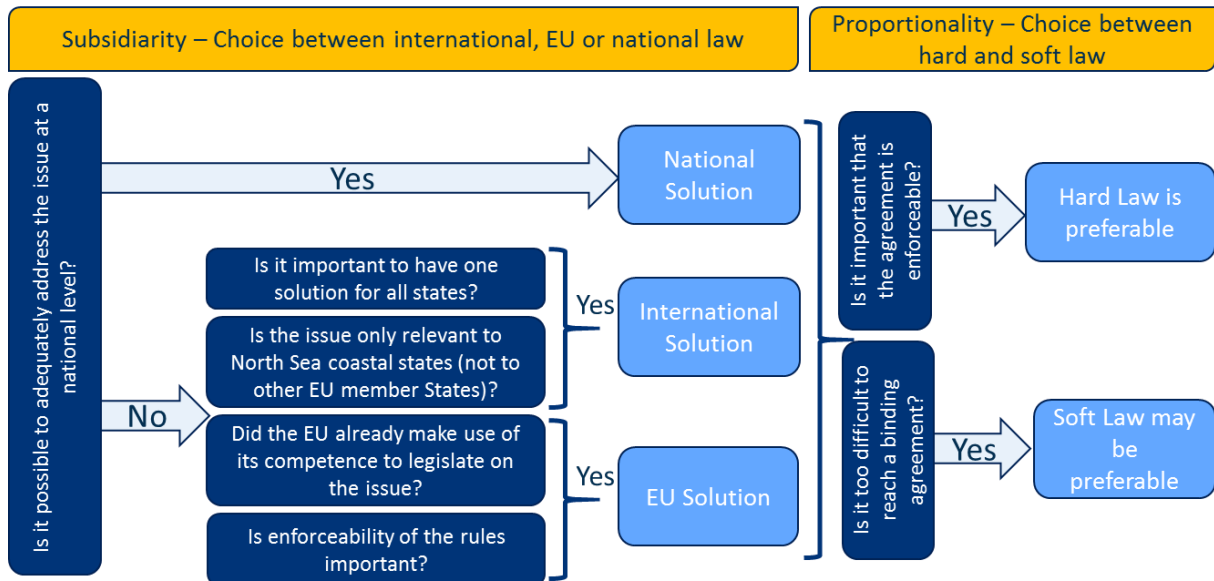 Subsidiarity – Choice between international, EU or national law
Proportionality – Choice between
hard and soft law
Is it possible to adequately address the issue at a
national level?
Yes
National
Solution
No
Is it important to have one
solution for all states?
Is the issue only relevant to
North Sea coastal states (not to
other EU member States)?
Yes
International
Solution
Did the EU already make use of
its competence to legislate on
the issue?
Is enforceability of the rules
important?
Yes
EU Solution
Is it important that
the agreement is
enforceable?
Yes
Hard Law is
preferable
Is it too difficult to
reach a binding
agreement?
Yes
Soft Law may
be
preferable